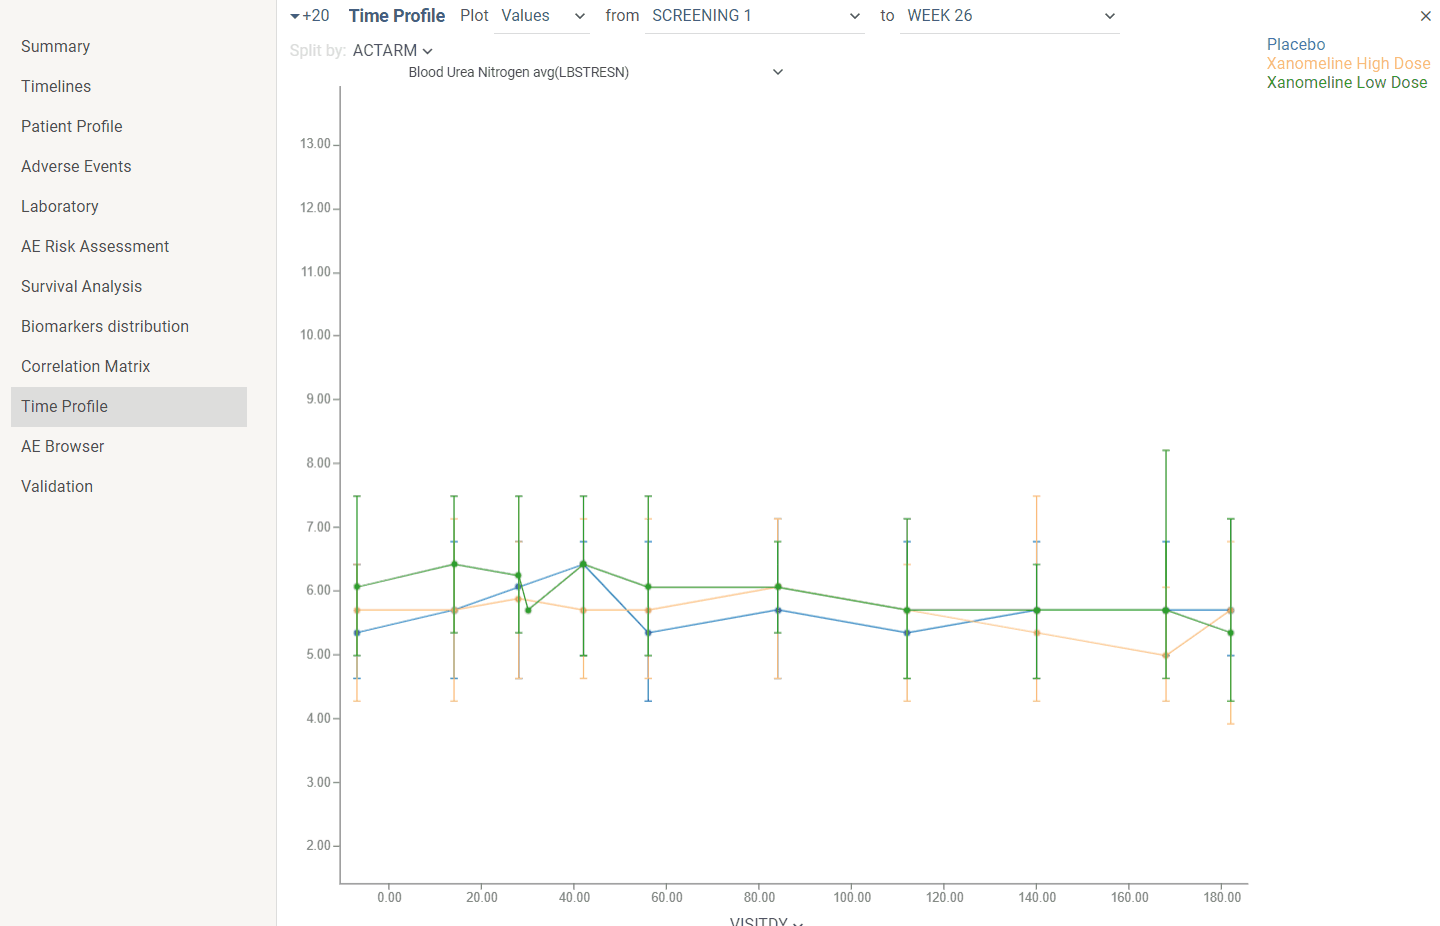 +20 Time Profile Plot Values from SCREENING 1 to WEEK 26
Split by: ACTARM
Blood Urea Nitrogen avg(LBSTRESN)
Summary
Timelines
Patient Profile
Adverse Events
Laboratory
AE Risk Assessment
Survival Analysis
Biomarkers distribution
Correlation Matrix
Time Profile
AE Browser
Validation
Placebo
Xanomeline High Dose
Xanomeline Low Dose
13.00
12.00
11.00
10.00
9.00
8.00
7.00
6.00
5.00
4.00
3.00
2.00
0.00 20.00 40.00 60.00 80.00 100.00 120.00 140.00 160.00 180.00
VISITDY